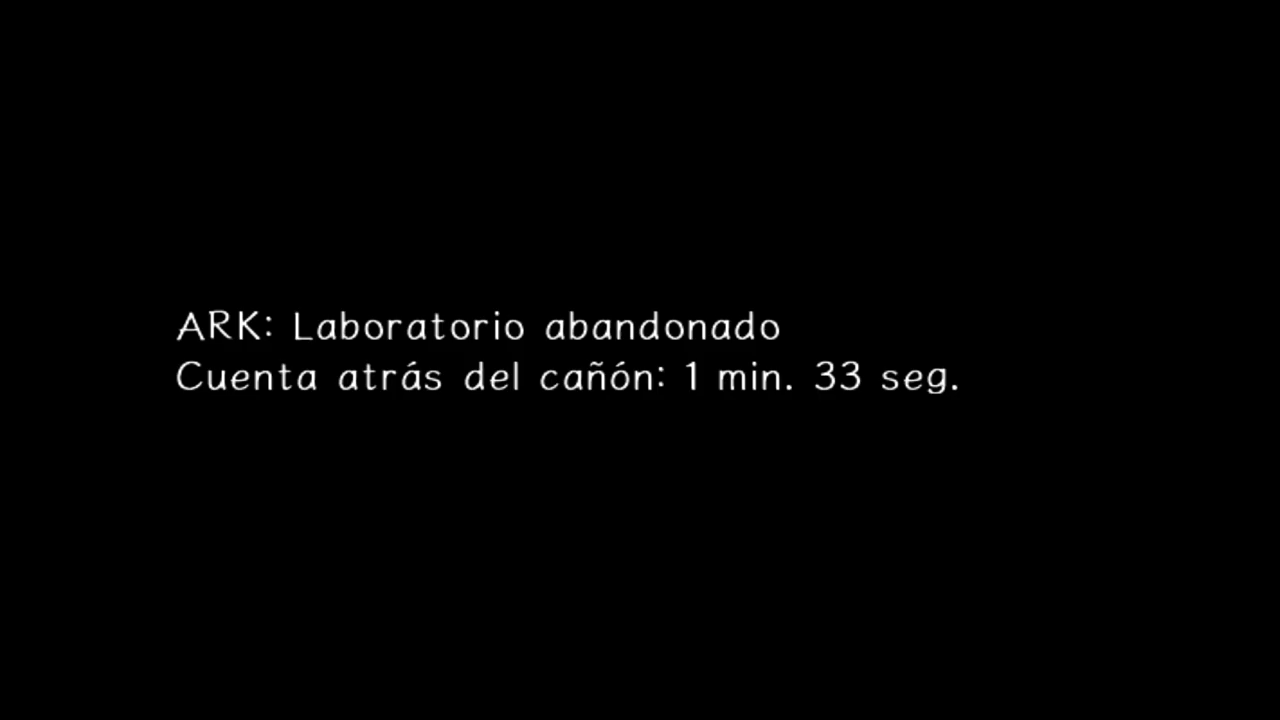 ARK: Laboratorio abandonado
Cuenta atrás del cañón: 1 min. 33 seg.